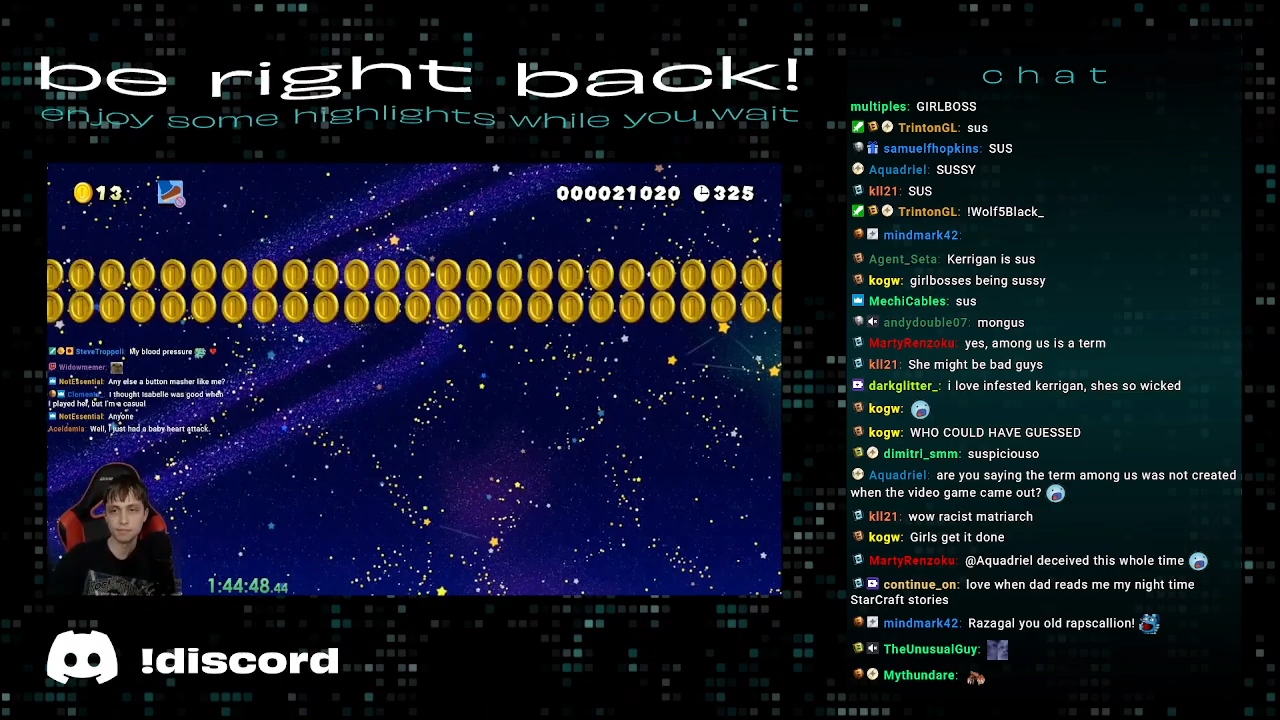 be right back!
enjoy some highlights while you wait
13
000021020
325
SteveTroppoli: My blood pressure
Widowmemer:
NotEssential: Any else a button masher like me?
I thought Isabelle was good when
I played her, but I'm a casual
NotEssential: Anyone
Aceldamia: Well, I just had a baby heart attack.
1:44:48.44
!discord
chat
multiples: GIRLBOSS
TrintonGL: sus
samuelfhopkins: SUS
Aquadriel: SUSSY
kll21: SUS
TrintonGL: !Wolf5Black_
mindmark42:
Agent_Seta: Kerrigan is sus
kogw: girlbosses being sussy
MechiCables: sus
andydouble07: mongus
MartyRenzoku: yes, among us is a term
kll21: She might be bad guys
darkglitter_: i love infested kerrigan, shes so wicked
kogw:
kogw: WHO COULD HAVE GUESSED
dimitri_smm: suspiciouso
Aquadriel: are you saying the term among us was not created
when the video game came out?
kll21: wow racist matriarch
kogw: Girls get it done
MartyRenzoku: @Aquadriel deceived this whole time
continue_on: love when dad reads me my night time
StarCraft stories
mindmark42: Razagal you old rapscallion!
TheUnusualGuy:
Mythundare: